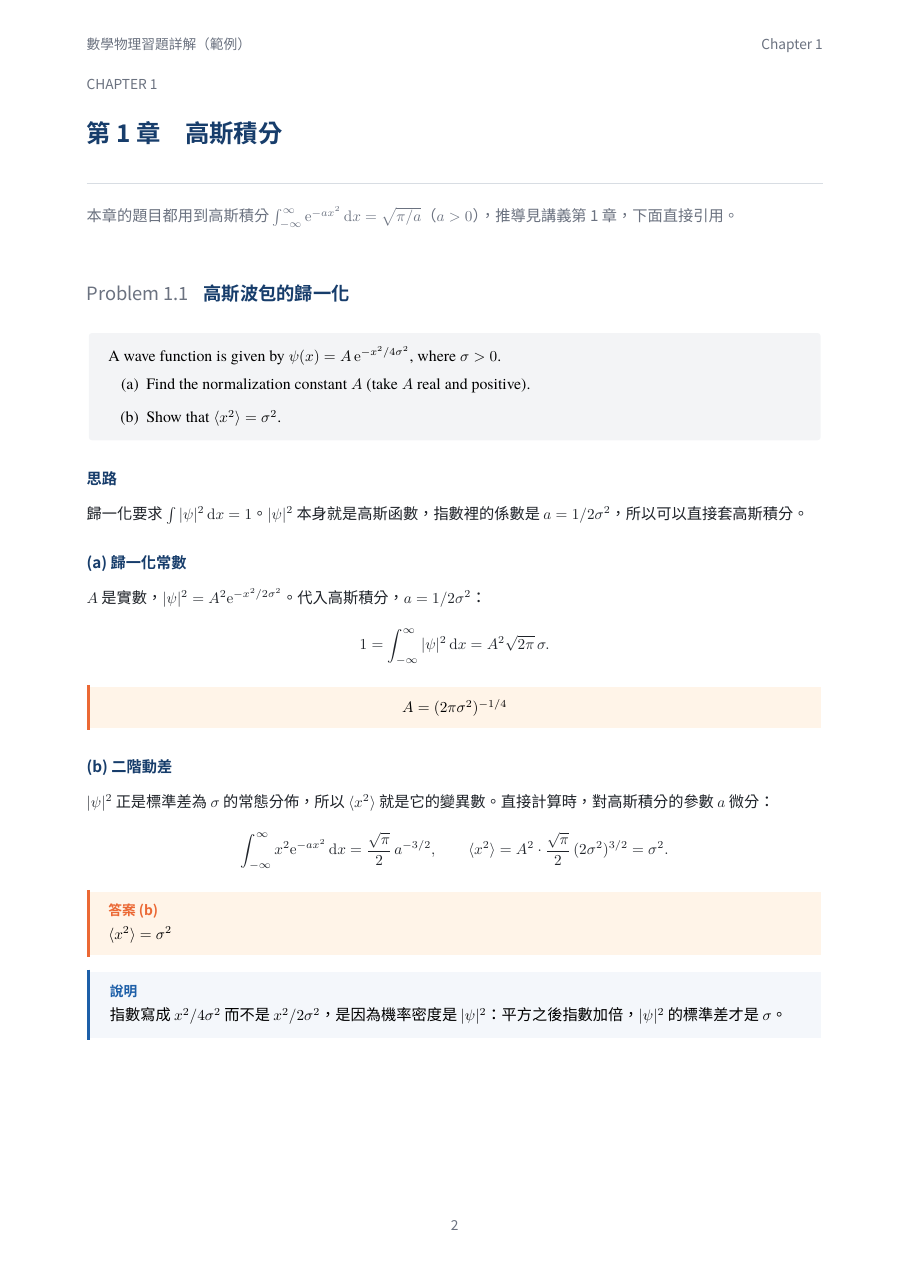 數學物理習題詳解（範例） Chapter 1
CHAPTER 1
第 1 章　高斯積分
本章的題目都用到高斯積分 ∫_{−∞}^{∞} e^{−ax²} dx = √(π/a)（a > 0），推導見講義第 1 章，下面直接引用。
Problem 1.1 高斯波包的歸一化
A wave function is given by ψ(x) = A e^{−x²/4σ²}, where σ > 0.
(a) Find the normalization constant A (take A real and positive).
(b) Show that ⟨x²⟩ = σ².
思路
歸一化要求 ∫ |ψ|² dx = 1。|ψ|² 本身就是高斯函數，指數裡的係數是 a = 1/2σ²，所以可以直接套高斯積分。
(a) 歸一化常數
A 是實數，|ψ|² = A²e^{−x²/2σ²}。代入高斯積分，a = 1/2σ²：
1 = ∫_{−∞}^{∞} |ψ|² dx = A²√2π σ.
A = (2πσ²)^{−1/4}
(b) 二階動差
|ψ|² 正是標準差為 σ 的常態分佈，所以 ⟨x²⟩ 就是它的變異數。直接計算時，對高斯積分的參數 a 微分：
∫_{−∞}^{∞} x²e^{−ax²} dx = √π/2 a^{−3/2}, ⟨x²⟩ = A² · √π/2 (2σ²)^{3/2} = σ².
答案 (b)
⟨x²⟩ = σ²
說明
指數寫成 x²/4σ² 而不是 x²/2σ²，是因為機率密度是 |ψ|²：平方之後指數加倍，|ψ|² 的標準差才是 σ。
2